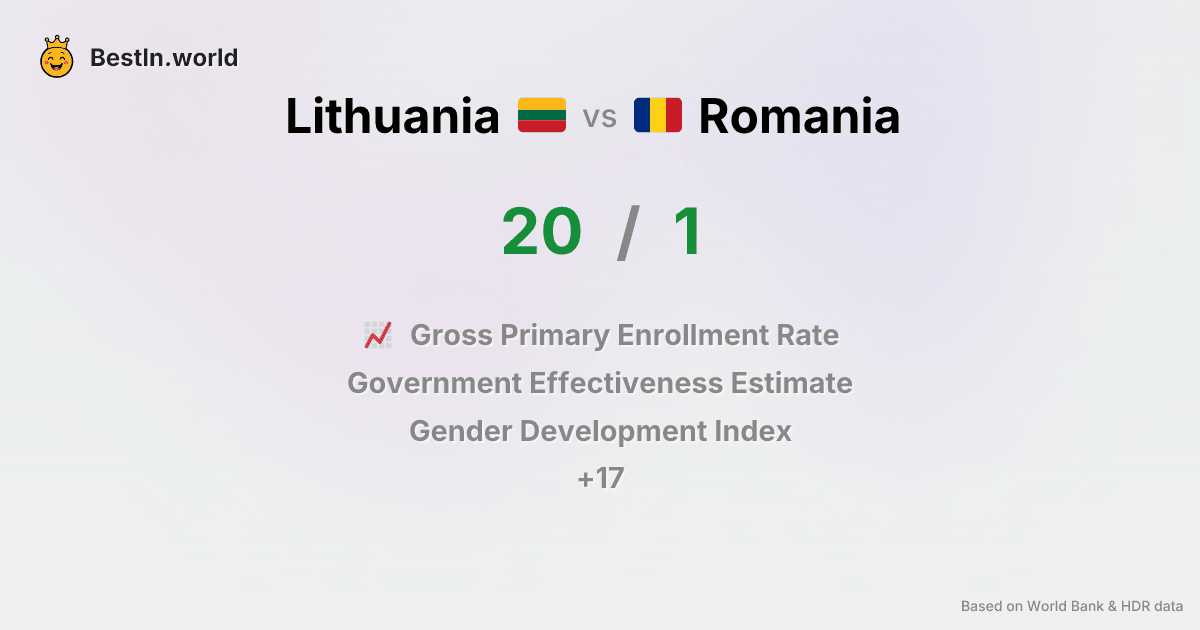 BestIn.world
Lithuania vs Romania
20 / 1
Gross Primary Enrollment Rate
Government Effectiveness Estimate
Gender Development Index
+17
Based on World Bank & HDR data